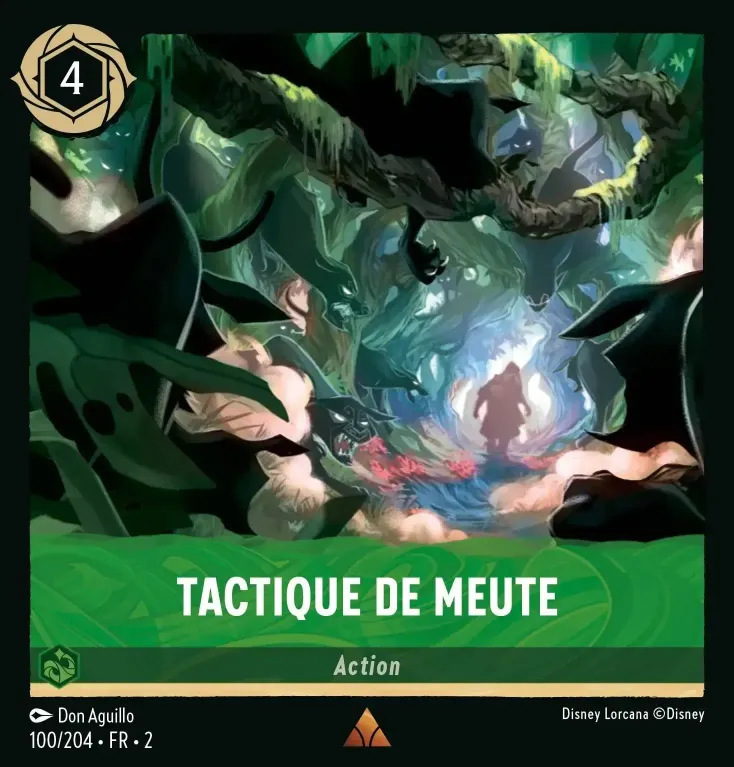 4
TACTIQUE DE MEUTE
Action
Don Aguillo
Disney Lorcana ©Disney
100/204 • FR • 2